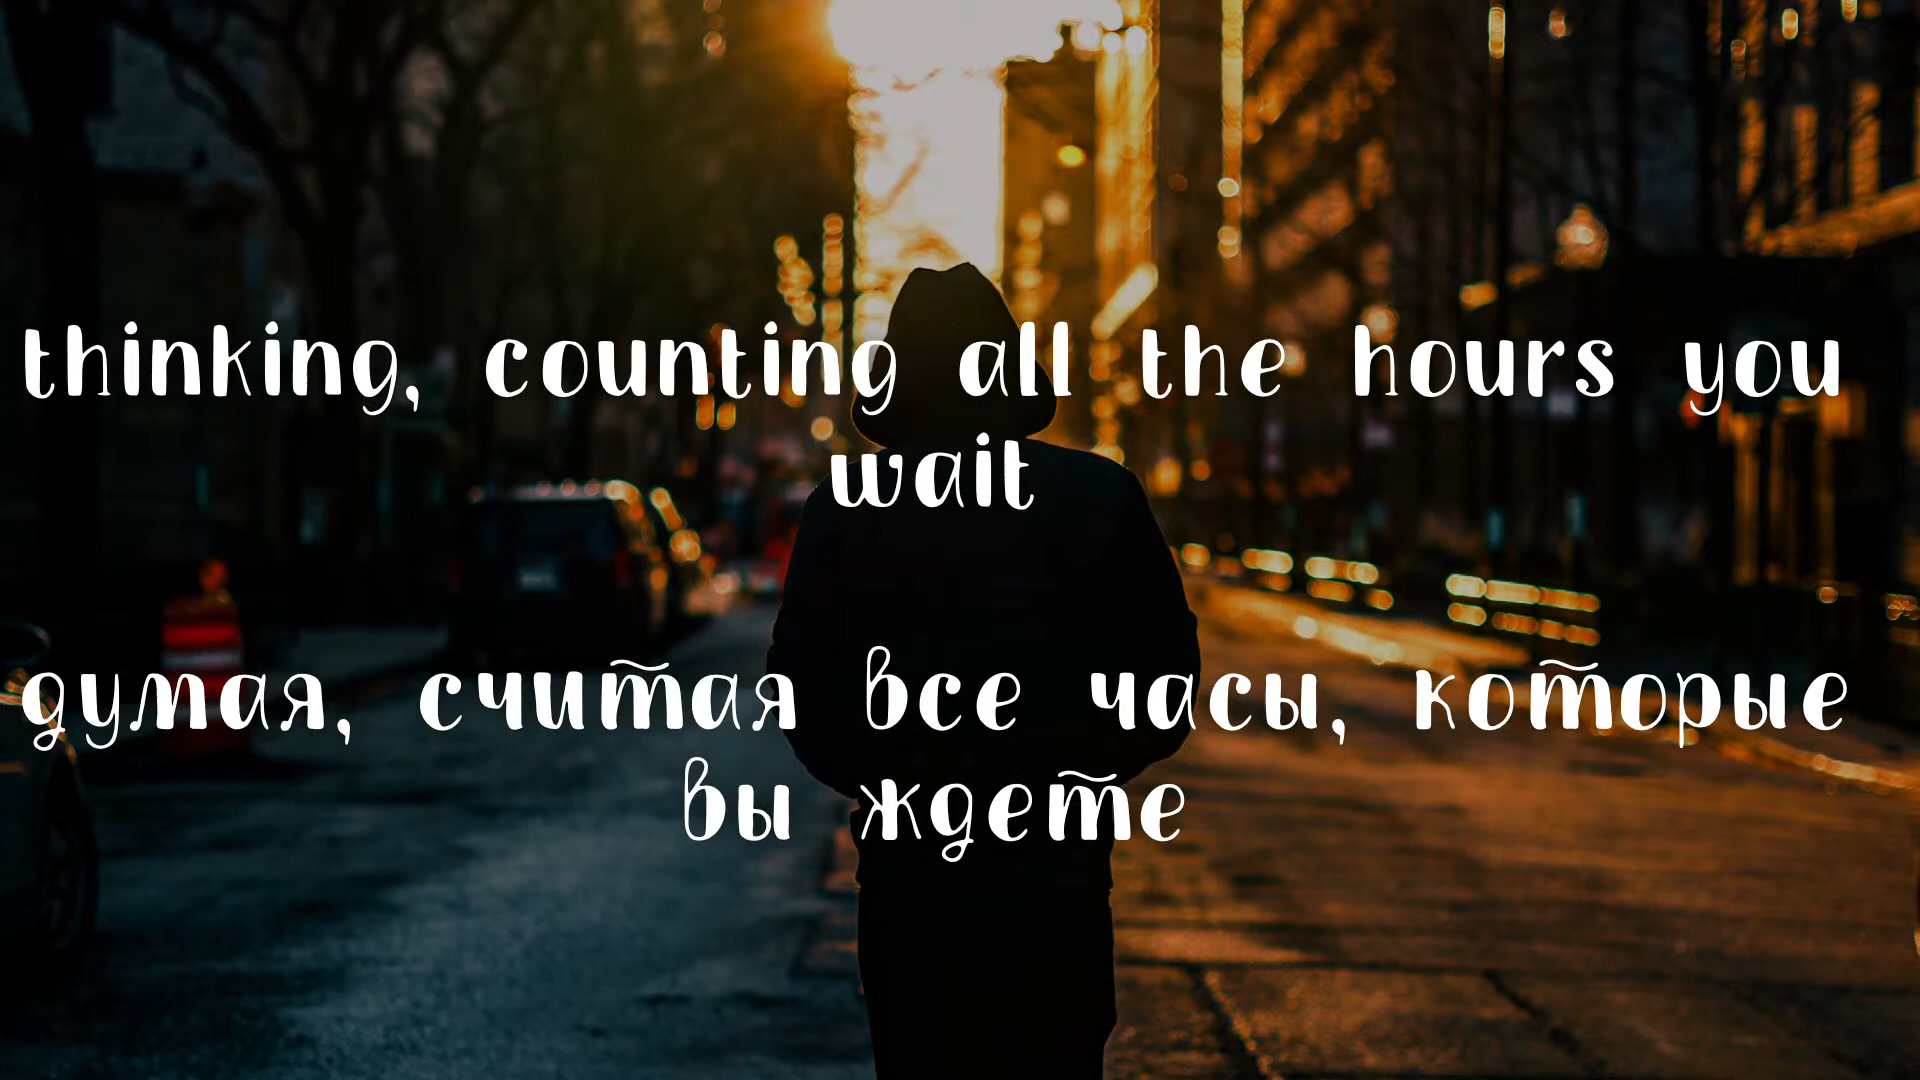 thinking, counting all the hours you
wait
думая, считая все часы, которые
вы ждете